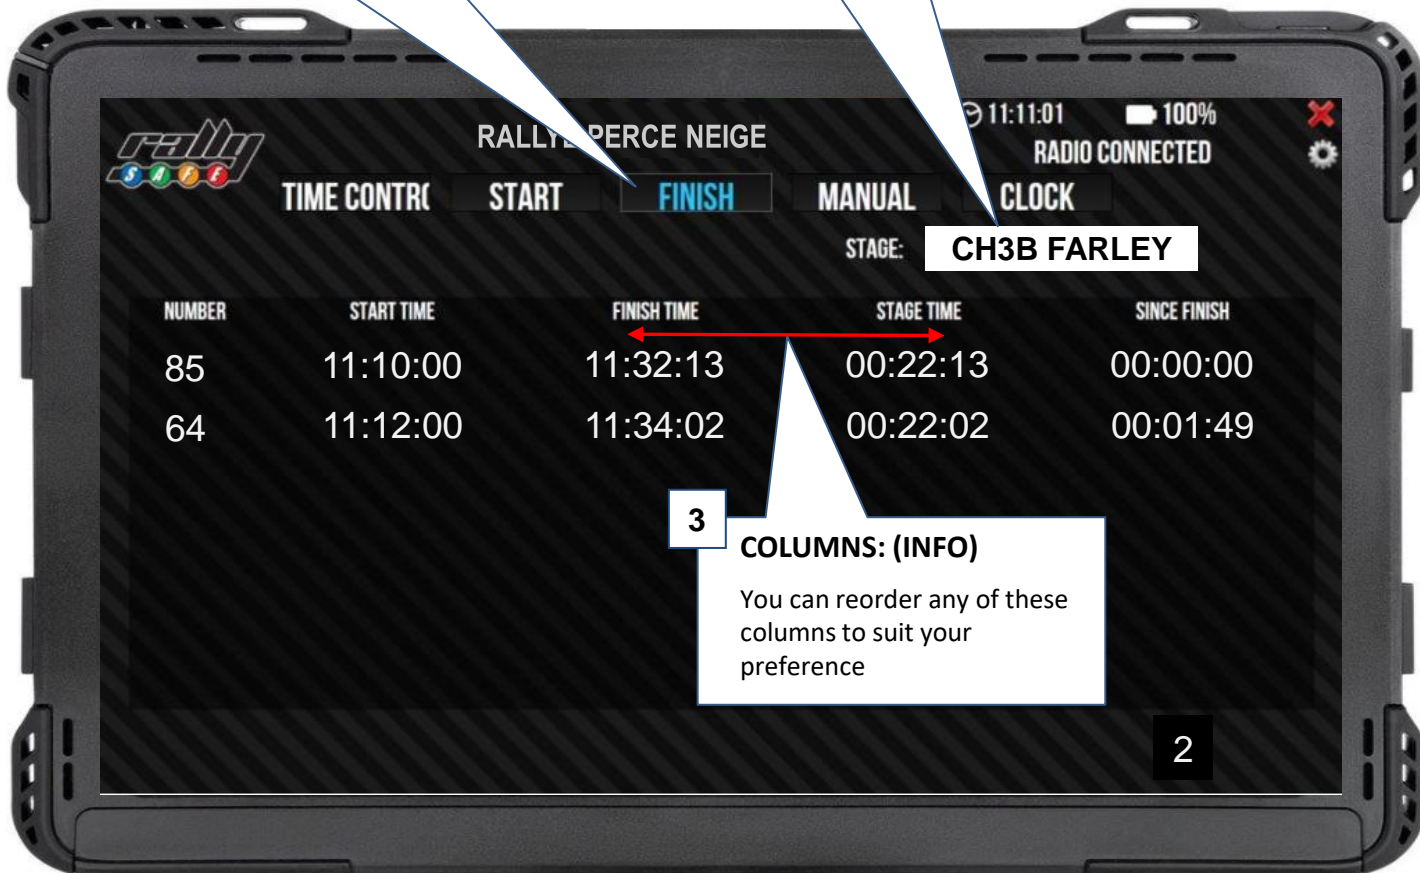 rally
SAFE
RALLYE PERCE NEIGE
11:11:01
100%
RADIO CONNECTED
TIME CONTR(
START
FINISH
MANUAL
CLOCK
STAGE:
CH3B FARLEY
NUMBER START TIME FINISH TIME STAGE TIME SINCE FINISH
85 11:10:00 11:32:13 00:22:13 00:00:00
64 11:12:00 11:34:02 00:22:02 00:01:49
3
COLUMNS: (INFO)
You can reorder any of these
columns to suit your
preference
2